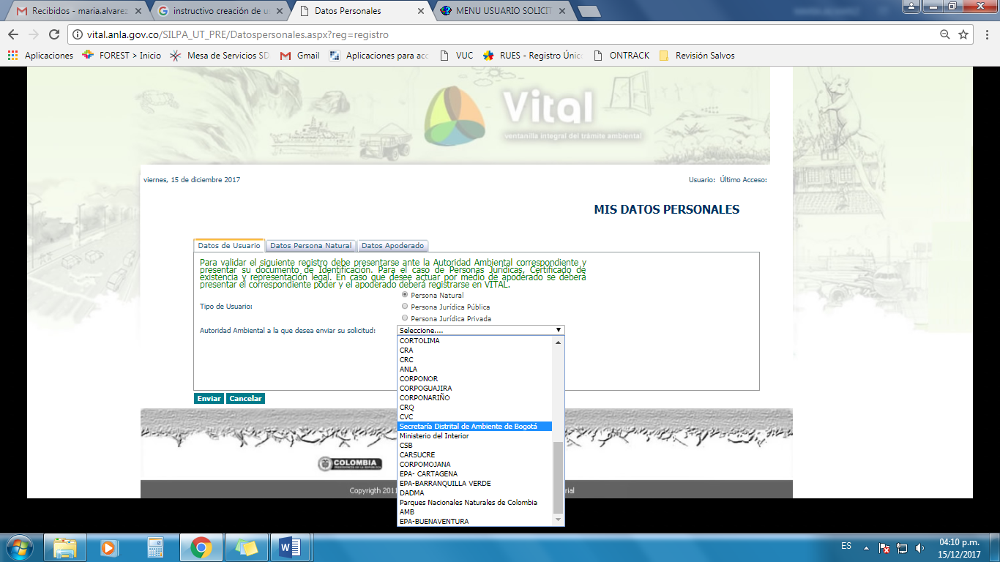 Recibidos - maria.alvarez
instructivo creación de u
Datos Personales
MENU USUARIO SOLICIT
vital.anla.gov.co/SILPA_UT_PRE/Datospersonales.aspx?reg=registro
Aplicaciones
FOREST > Inicio
Mesa de Servicios SD
Gmail
Aplicaciones para acc
VUC
RUES - Registro Único
ONTRACK
Revisión Salvos
Vital
ventanilla integral del trámite ambiental
viernes, 15 de diciembre 2017
Usuario: Último Acceso:
MIS DATOS PERSONALES
Datos de Usuario
Datos Persona Natural
Datos Apoderado
Para validar el siguiente registro debe presentarse ante la Autoridad Ambiental correspondiente y
presentar su documento de Identificación. Para el caso de Personas Jurídicas, Certificado de
existencia y representación legal. En caso que desee actuar por medio de apoderado se deberá
presentar el correspondiente poder y el apoderado deberá registrarse en VITAL.
Tipo de Usuario:
Persona Natural
Persona Jurídica Pública
Persona Jurídica Privada
Autoridad Ambiental a la que desea enviar su solicitud:
Seleccione....
CORTOLIMA
CRA
CRC
ANLA
CORPONOR
CORPOGUAJIRA
CORPONARIÑO
CRQ
CVC
Secretaría Distrital de Ambiente de Bogotá
Ministerio del Interior
CSB
CARSUCRE
CORPOMOJANA
EPA- CARTAGENA
EPA-BARRANQUILLA VERDE
DADMA
Parques Nacionales Naturales de Colombia
AMB
EPA-BUENAVENTURA
Enviar
Cancelar
COLOMBIA
Copyrigth 2011
rial
ES
04:10 p.m.
15/12/2017